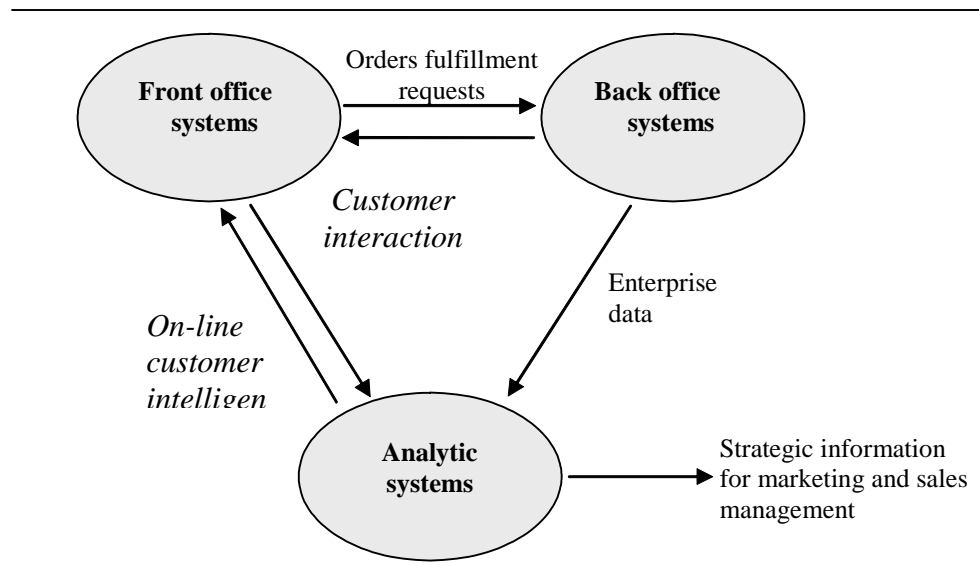 Orders fulfillment
requests
Front office
systems
Back office
systems
Customer
interaction
Enterprise
data
On-line
customer
intelligen
Analytic
systems
Strategic information
for marketing and sales
management